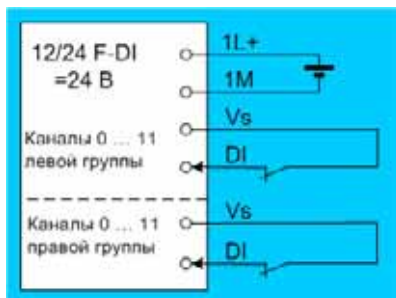 12/24 F-DI
=24 В
1L+
1M
Каналы 0 ... 11
левой группы
Vs
DI
Каналы 0 ... 11
правой группы
Vs
DI